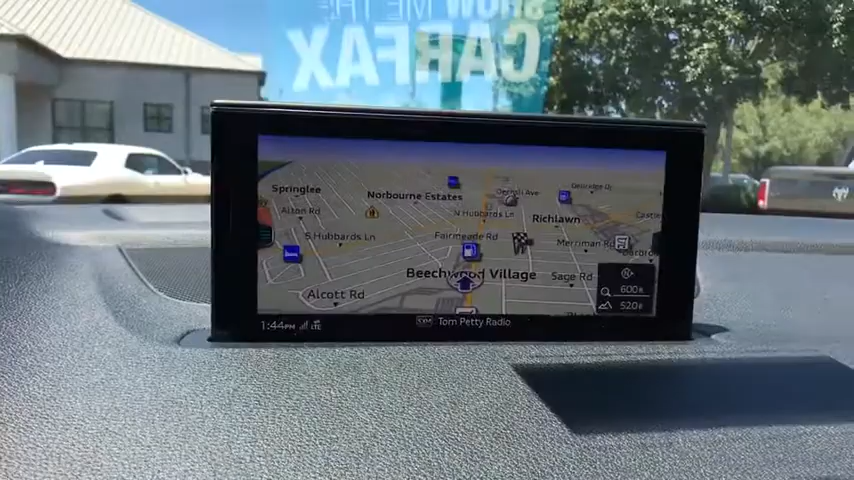 SHOW
ME THE
CARFAX
Springlee
Norbourne Estates
Alton Rd
N Hubbards Ln
Richlawn
S Hubbards Ln
Fairmeade Rd
Merriman Rd
Beechwood Village
Sage Rd
Alcott Rd
600ft
520ft
1:44PM LTE
Tom Petty Radio